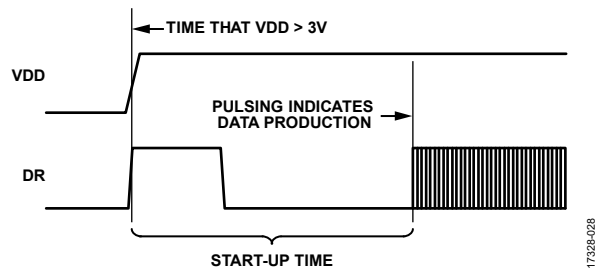 TIME THAT VDD > 3V
VDD
PULSING INDICATES
DATA PRODUCTION
DR
START-UP TIME
17328-028